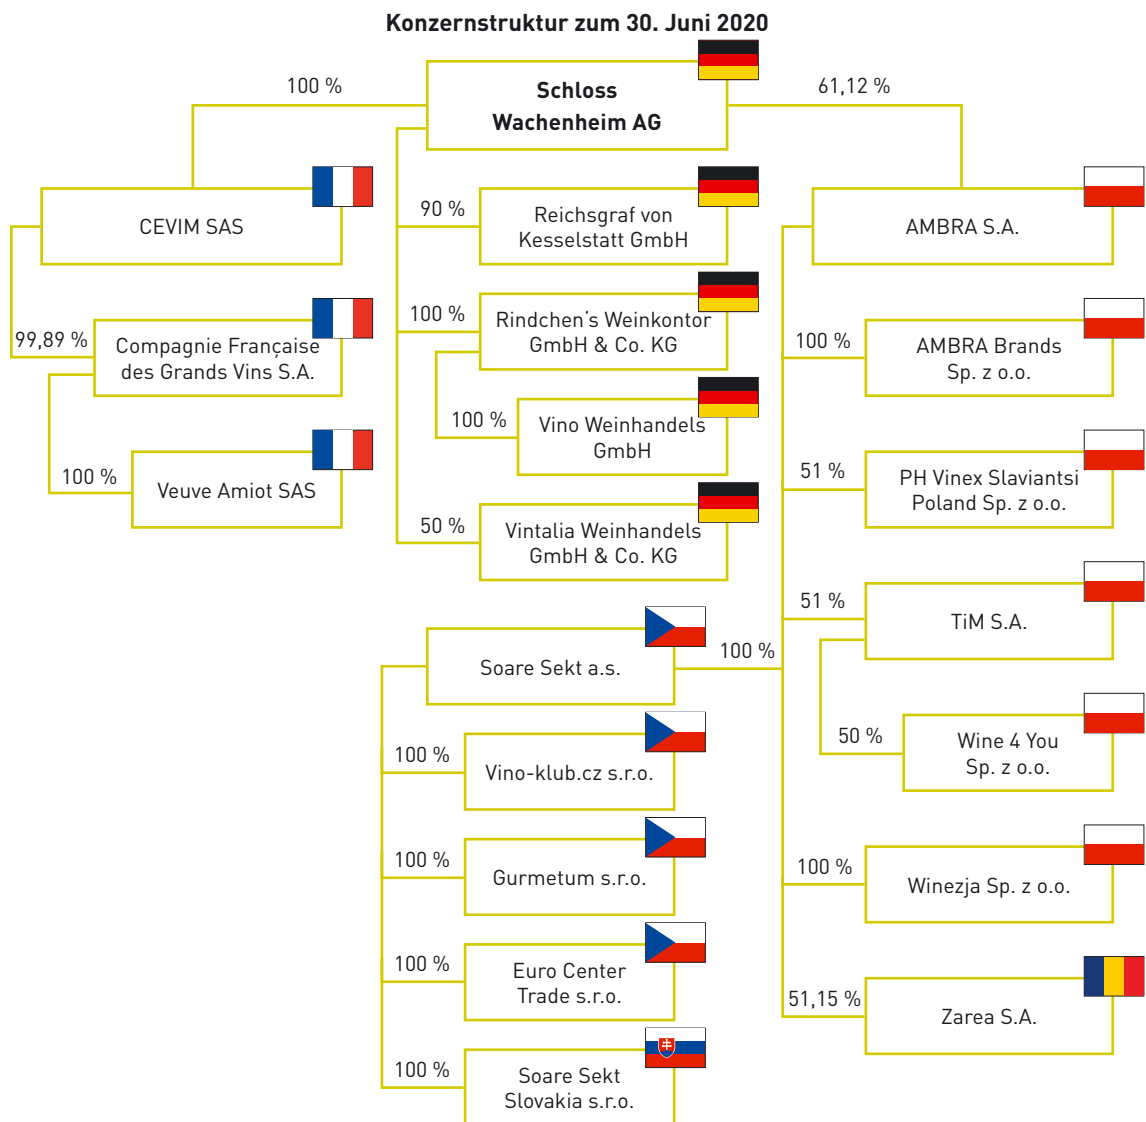 Konzernstruktur zum 30. Juni 2020
Schloss
Wachenheim AG
100 %
61,12 %
CEVIM SAS
99,89 %
Compagnie Française
des Grands Vins S.A.
100 %
Veuve Amiot SAS
90 %
Reichsgraf von
Kesselstatt GmbH
100 %
Rindchen‘s Weinkontor
GmbH & Co. KG
100 %
Vino Weinhandels
GmbH
50 %
Vintalia Weinhandels
GmbH & Co. KG
AMBRA S.A.
100 %
AMBRA Brands
Sp. z o.o.
51 %
PH Vinex Slaviantsi
Poland Sp. z o.o.
51 %
TiM S.A.
50 %
Wine 4 You
Sp. z o.o.
100 %
Winezja Sp. z o.o.
51,15 %
Zarea S.A.
100 %
Soare Sekt a.s.
100 %
Vino-klub.cz s.r.o.
100 %
Gurmetum s.r.o.
100 %
Euro Center
Trade s.r.o.
100 %
Soare Sekt
Slovakia s.r.o.